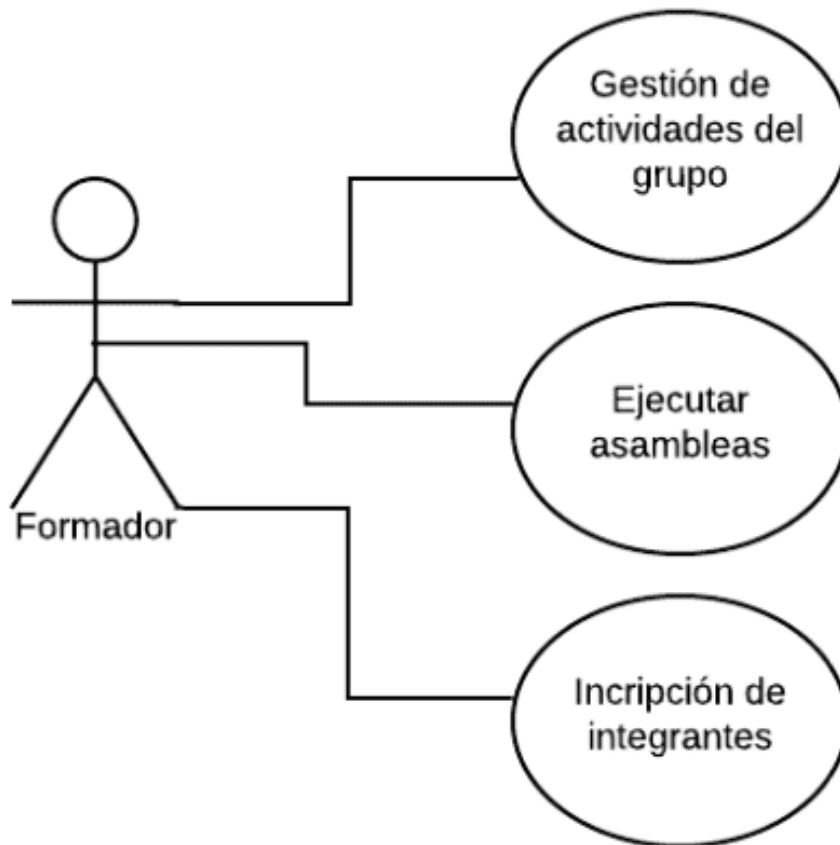 Gestión de
actividades del
grupo
Ejecutar
asambleas
Formador
Incripción de
integrantes